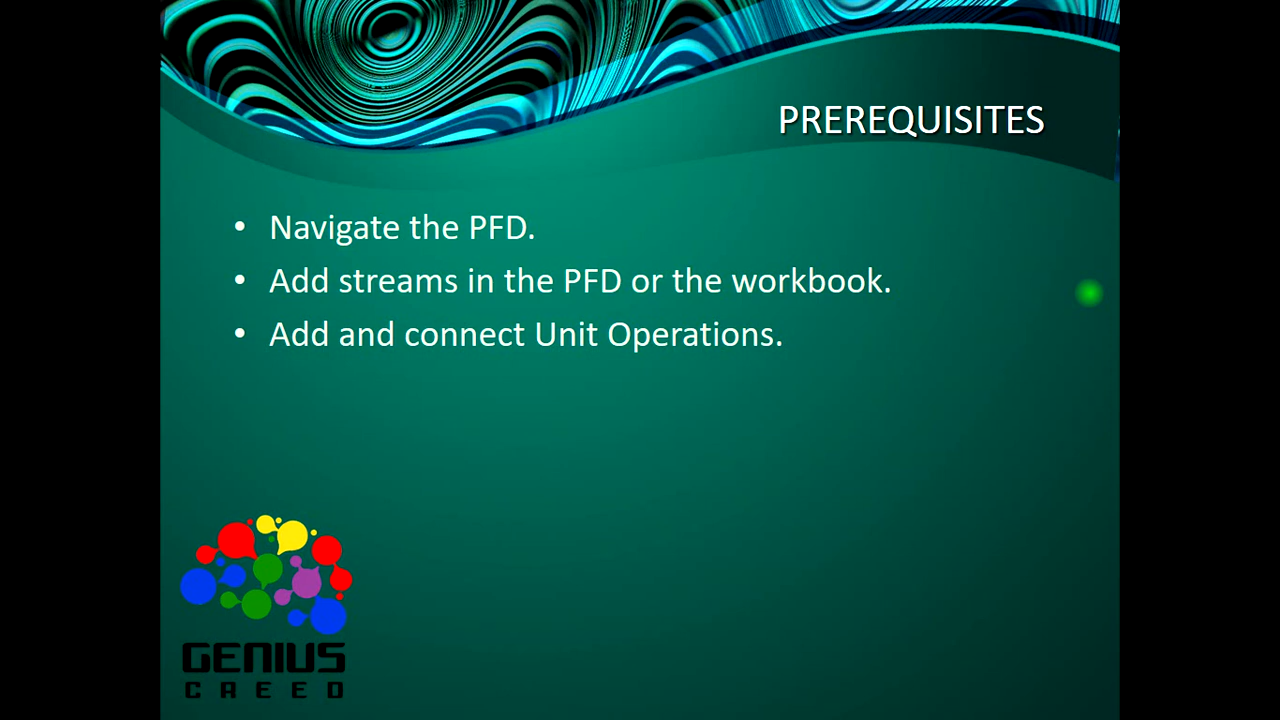 PREREQUISITES
• Navigate the PFD.
• Add streams in the PFD or the workbook.
• Add and connect Unit Operations.
GENIUS
CREED